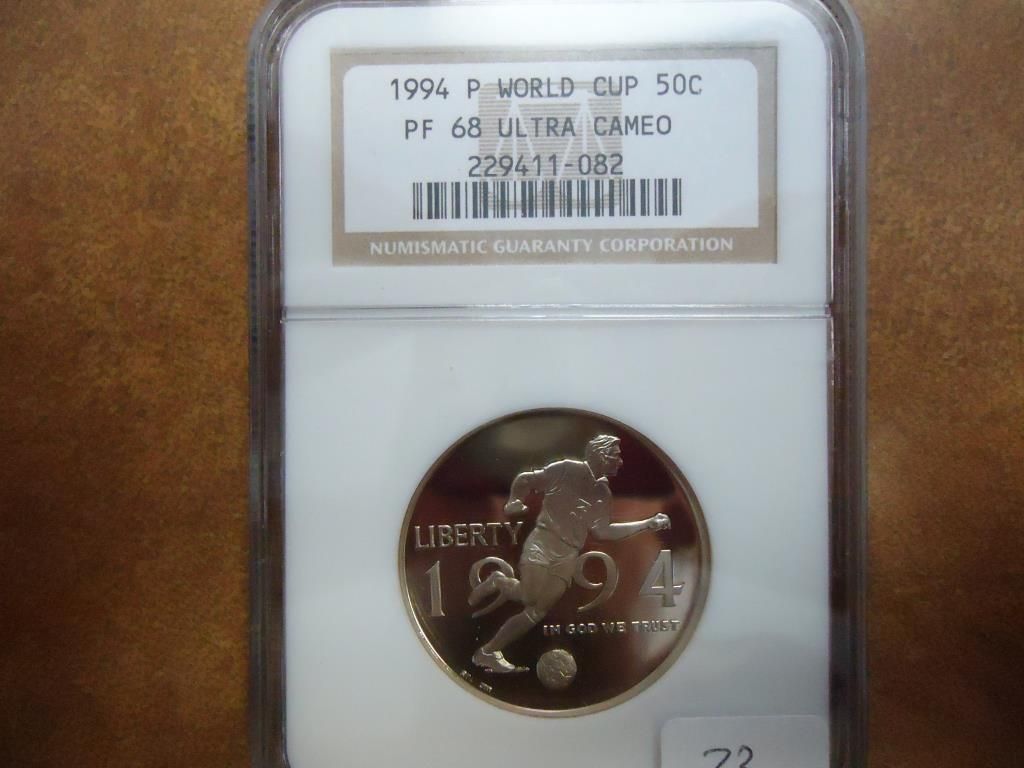 1994 P WORLD CUP 50C
PF 68 ULTRA CAMEO
229411-082
NUMISMATIC GUARANTY CORPORATION
LIBERTY
1994
IN GOD WE TRUST